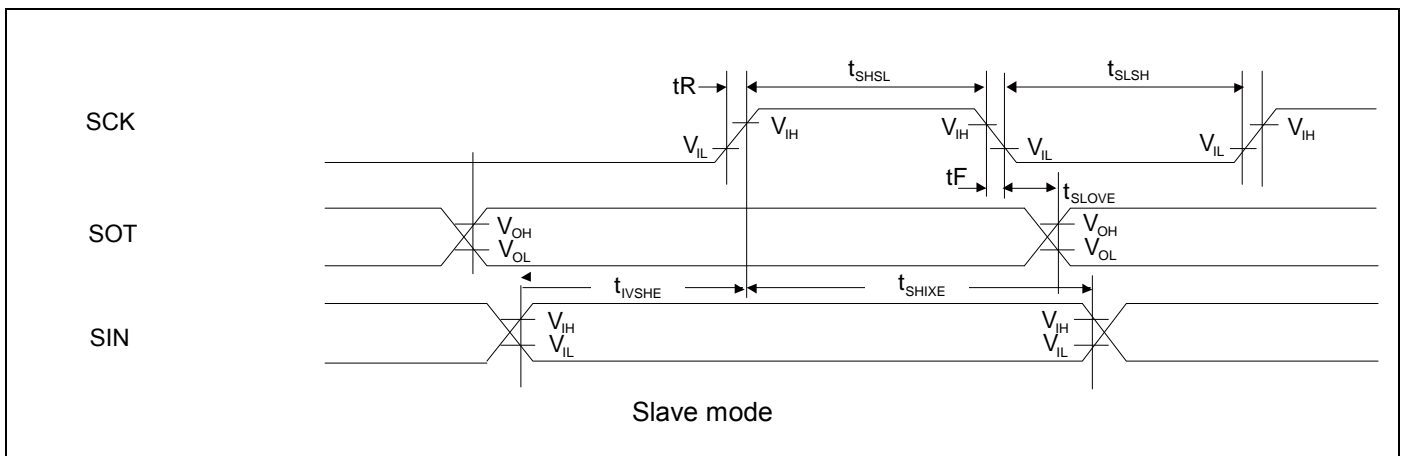 tR
tSHSL
tSLSH
SCK
VIH
VIL
VIH
VIL
VIL
VIH
tF
tSLOVE
SOT
VOH
VOL
VOH
VOL
tIVSHE
tSHIXE
SIN
VIH
VIL
VIH
VIL
Slave mode